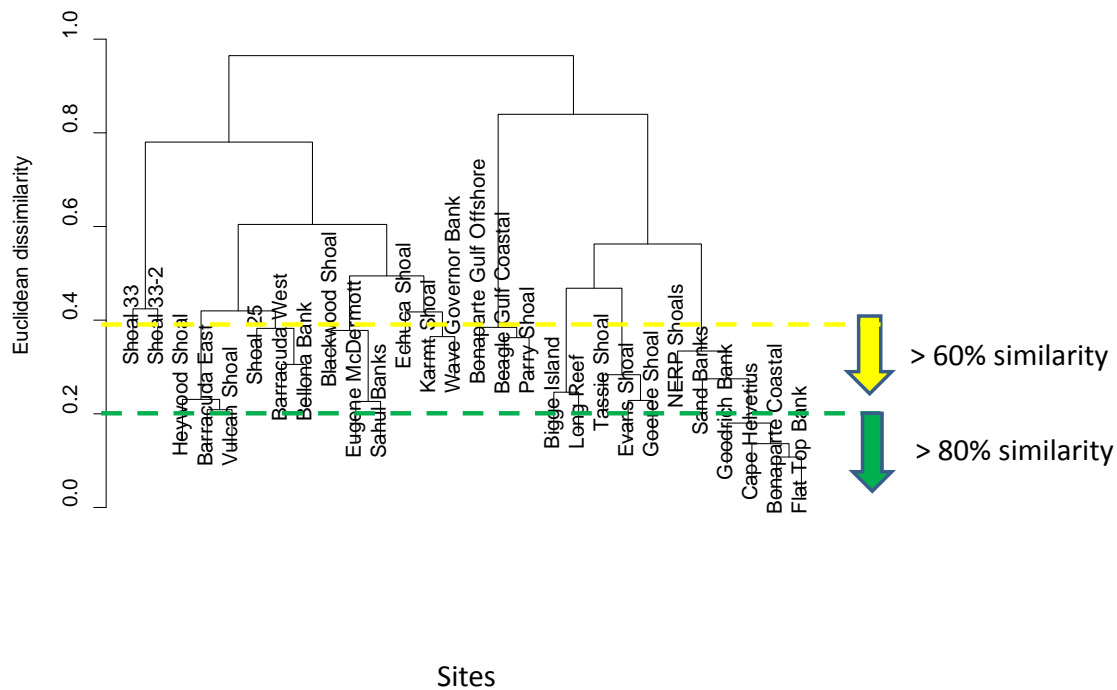 Euclidean dissimilarity
1.0
0.8
0.6
0.4
0.2
0.0
Shoal 33
Shoal 33-2
Heywood Shoal
Barracuda East
Vulcan Shoal
Shoal 25
Barracuda West
Bellona Bank
Blackwood Shoal
Eugene McDermott
Sahul Banks
Echuca Shoal
Karmt Shoal
Wave Governor Bank
Bonaparte Gulf Offshore
Beagle Gulf Coastal
Parry Shoal
Bigge Island
Long Reef
Tassie Shoal
Evans Shoal
Goeiee Shoal
NERP Shoals
Sand Banks
Goodrich Bank
Cape Helvetius
Bonaparte Coastal
Flat Top Bank
> 60% similarity
> 80% similarity
Sites